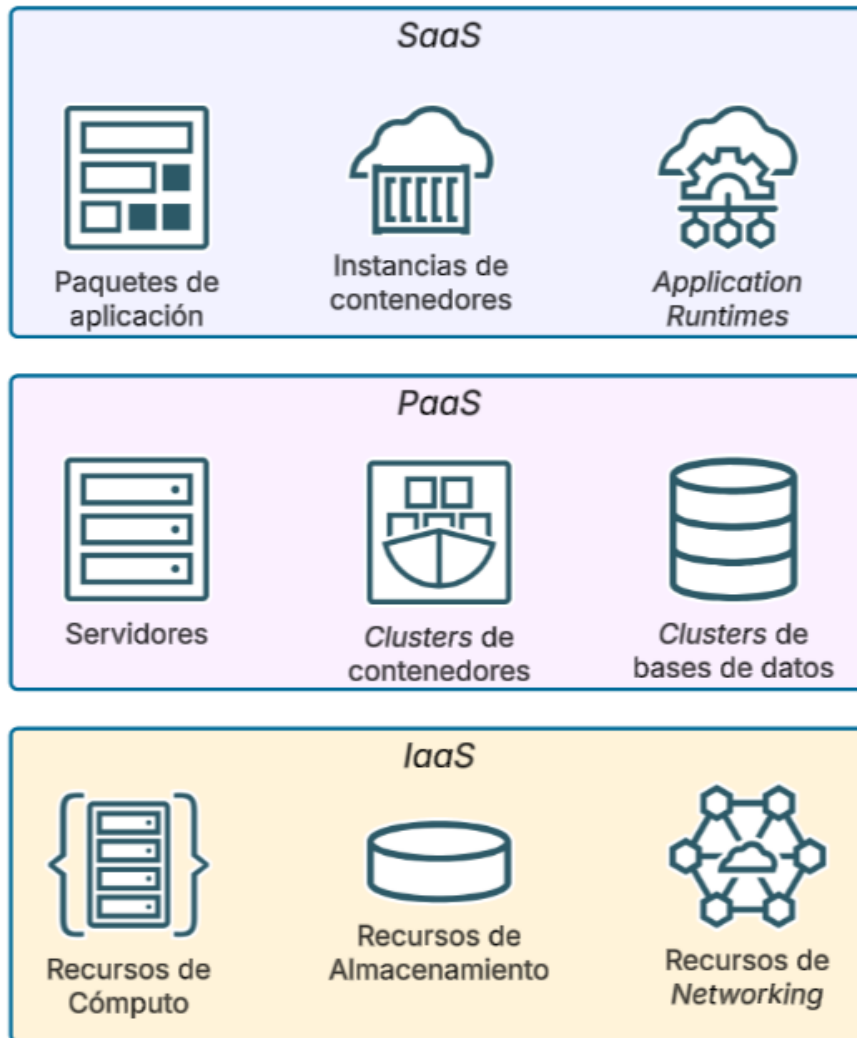 SaaS
Paquetes de
aplicación
Instancias de
contenedores
Application
Runtimes
PaaS
Servidores
Clusters de
contenedores
Clusters de
bases de datos
IaaS
Recursos de
Cómputo
Recursos de
Almacenamiento
Recursos de
Networking